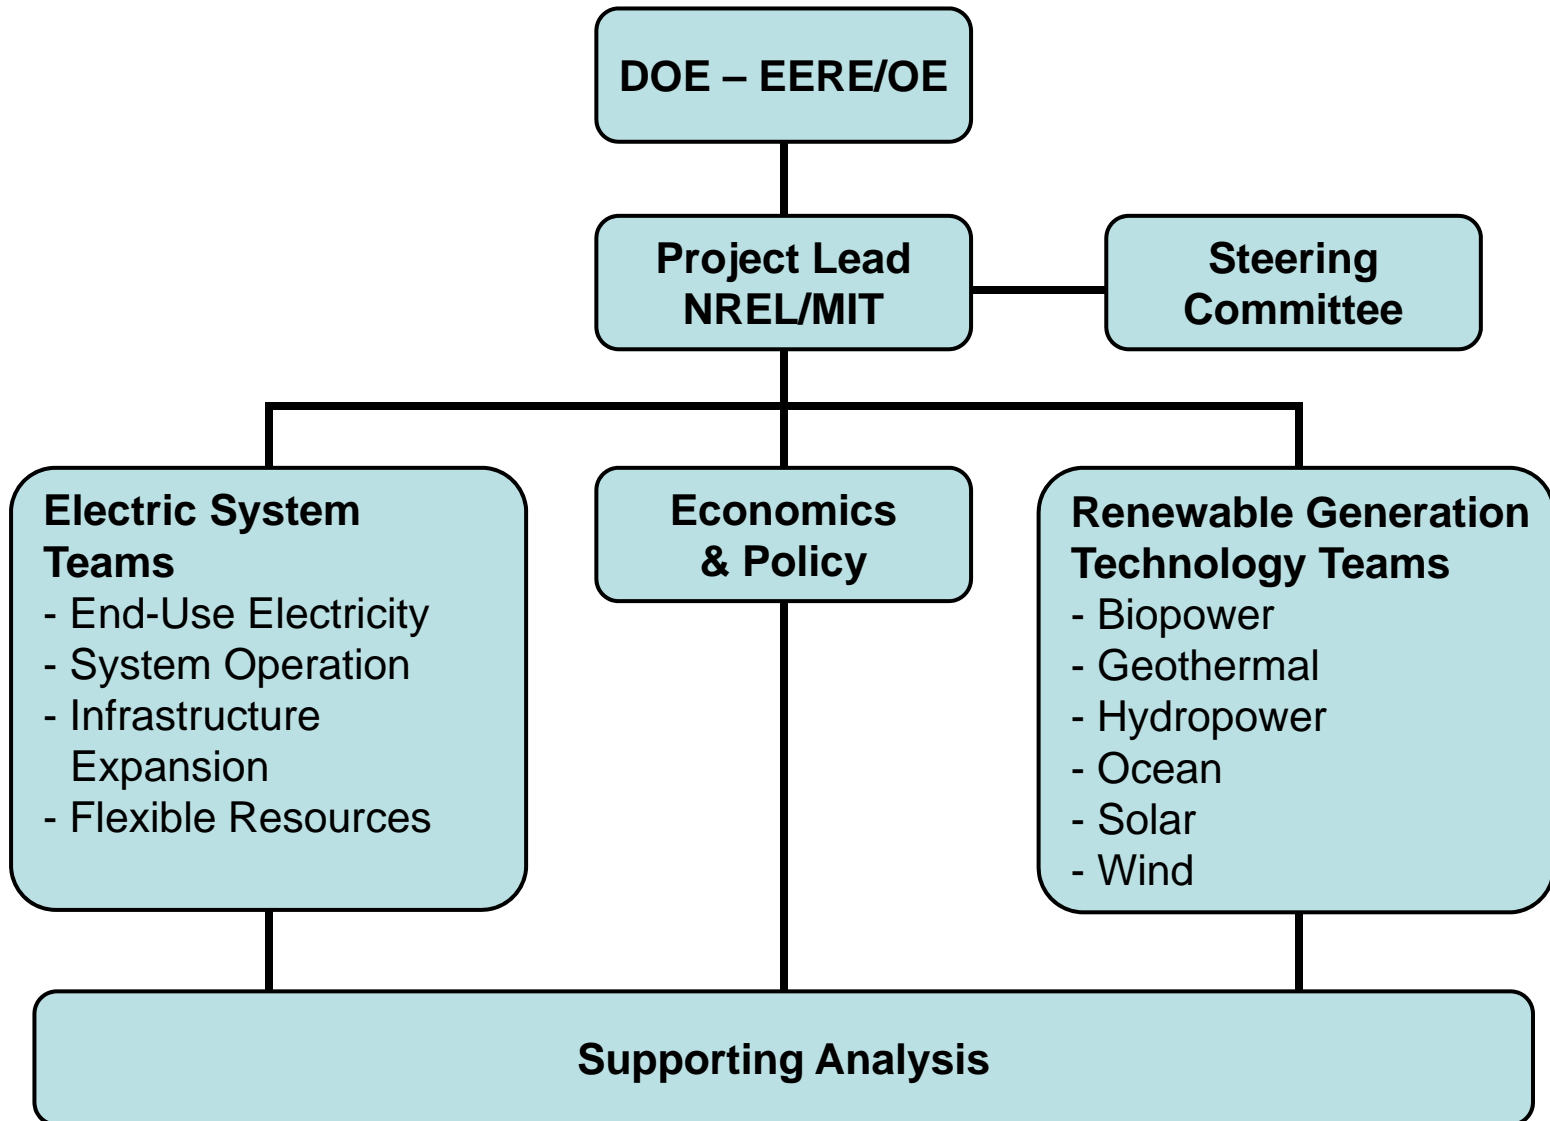 DOE – EERE/OE
Project Lead
NREL/MIT
Steering
Committee
Electric System
Teams
- End-Use Electricity
- System Operation
- Infrastructure
Expansion
- Flexible Resources
Economics
& Policy
Renewable Generation
Technology Teams
- Biopower
- Geothermal
- Hydropower
- Ocean
- Solar
- Wind
Supporting Analysis